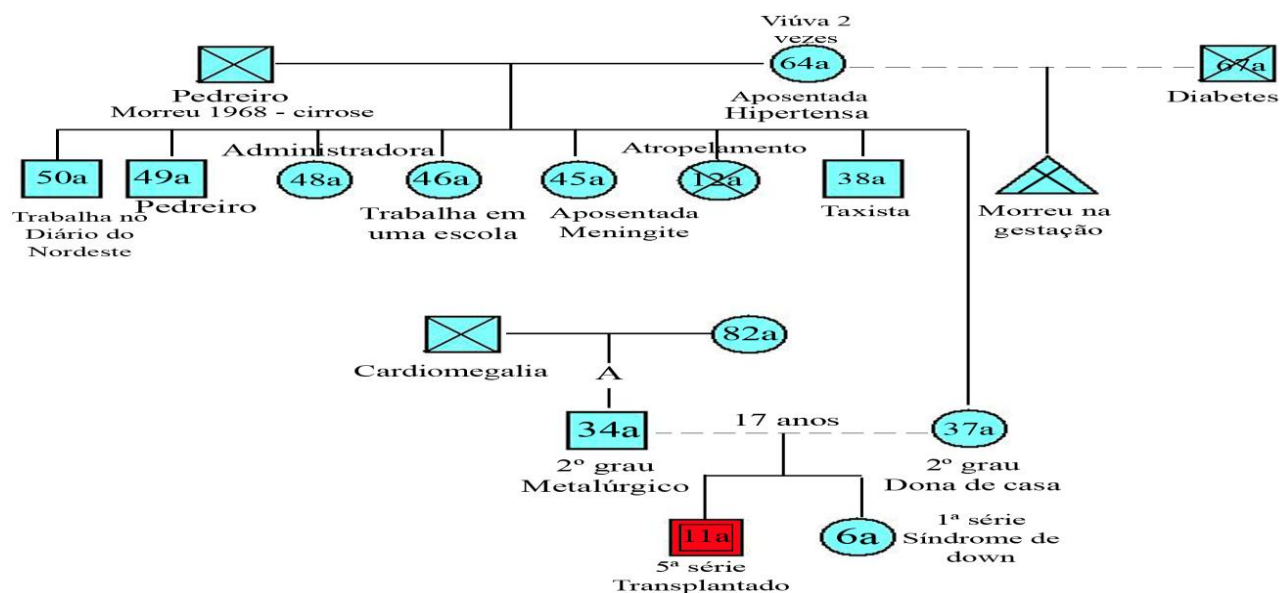 Viúva 2
vezes
64a
67a
Pedreiro
Morreu 1968 - cirrose
Aposentada
Hipertensa
Diabetes
Administradora
Atropelamento
50a
49a
48a
46a
45a
12a
38a
Trabalha no
Diário do
Nordeste
Pedreiro
Trabalha em
uma escola
Aposentada
Meningite
Taxista
Morreu na
gestação
82a
Cardiomegalia
A
34a
17 anos
37a
2º grau
Metalúrgico
2º grau
Dona de casa
11a
6a
1ª série
Síndrome de
down
5ª série
Transplantado